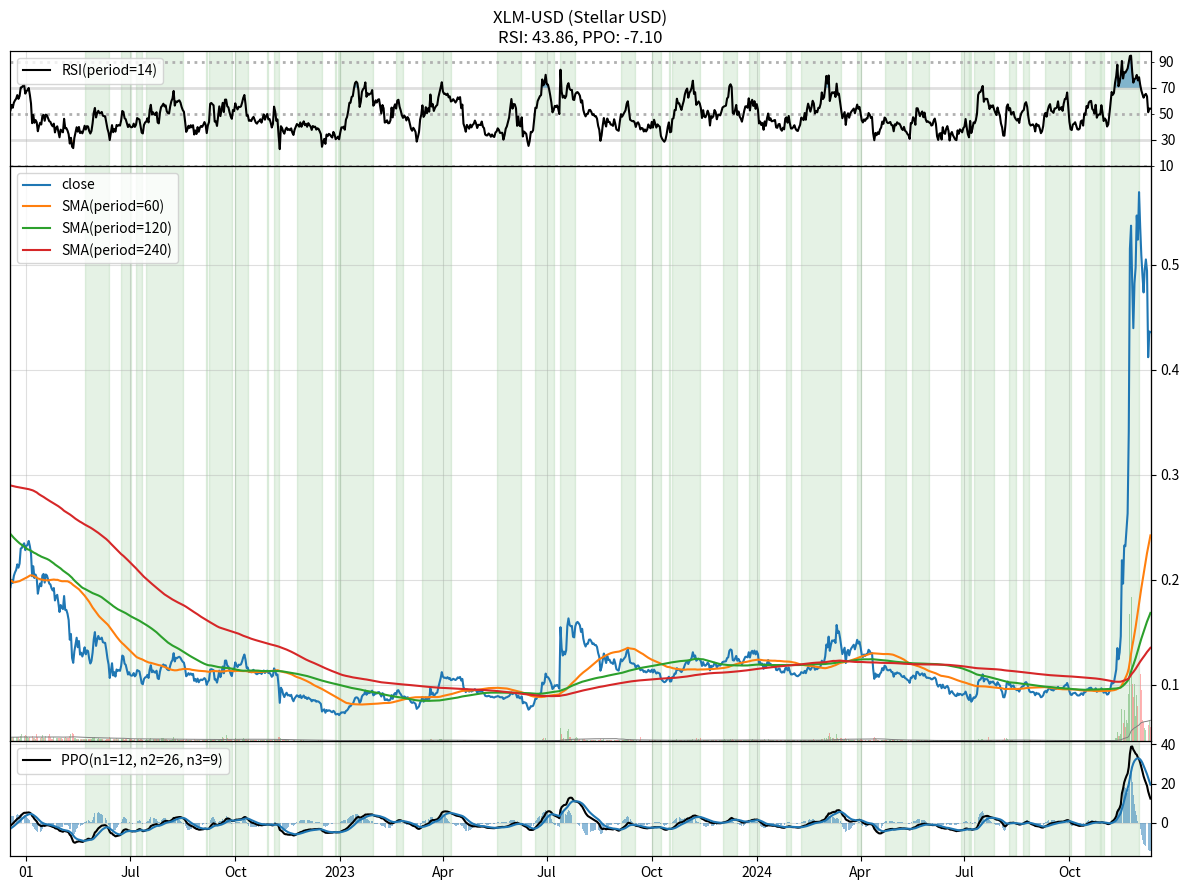 XLM-USD (Stellar USD)
RSI: 43.86, PPO: -7.10
RSI(period=14)
90
70
50
30
10
close
SMA(period=60)
SMA(period=120)
SMA(period=240)
0.5
0.4
0.3
0.2
0.1
PPO(n1=12, n2=26, n3=9)
40
20
0
01 Jul Oct 2023 Apr Jul Oct 2024 Apr Jul Oct